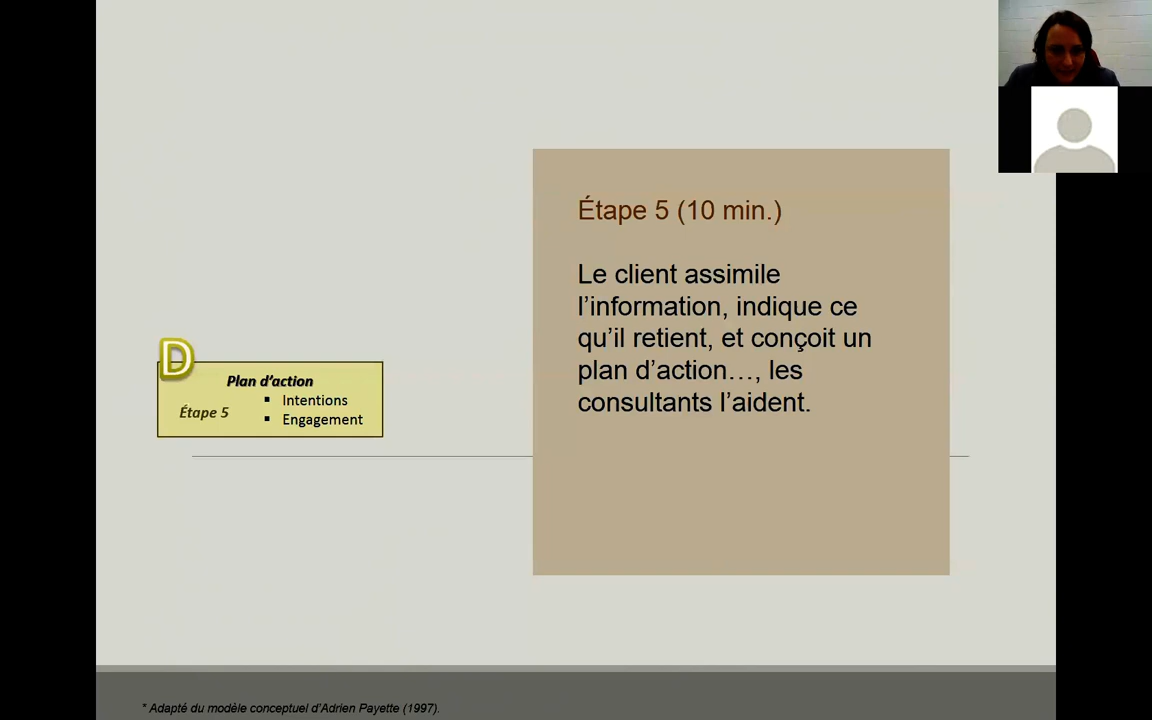 Étape 5 (10 min.)
Le client assimile
l’information, indique ce
qu’il retient, et conçoit un
plan d’action…, les
consultants l’aident.
D
Plan d’action
Étape 5
▪ Intentions
▪ Engagement
* Adapté du modèle conceptuel d’Adrien Payette (1997).